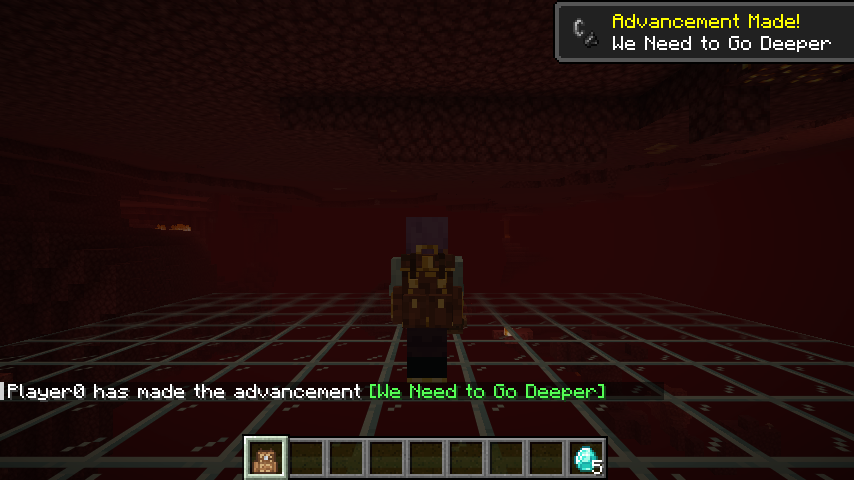 Advancement Made!
We Need to Go Deeper
Player0 has made the advancement [We Need to Go Deeper]
5